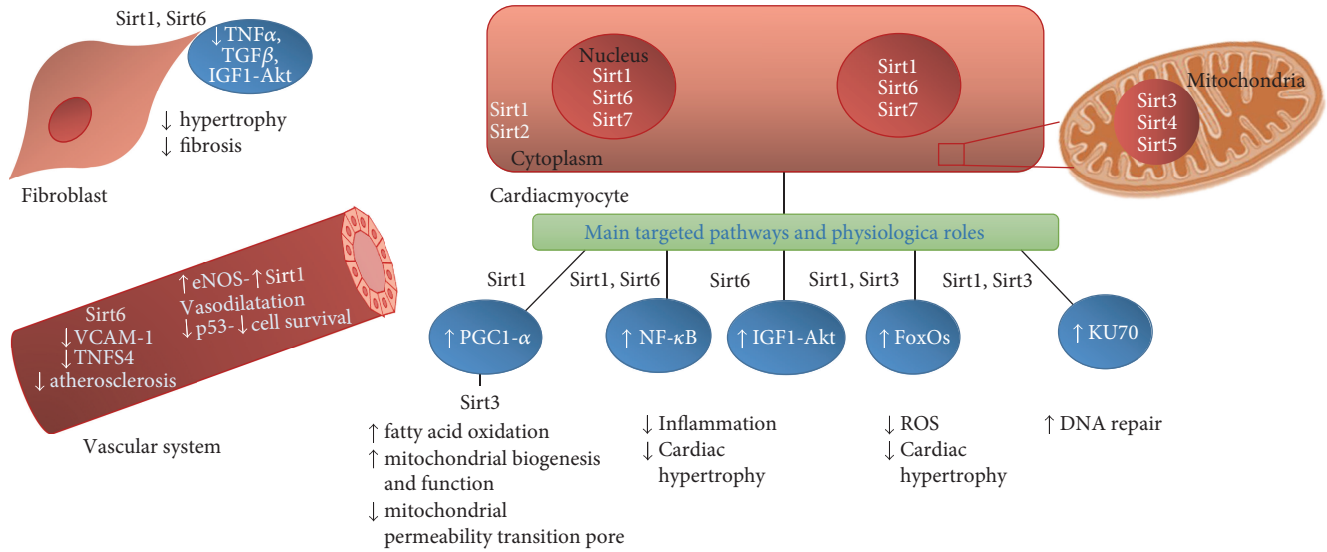 Sirt1, Sirt6
↓TNFα,
TGFβ,
IGF1-Akt
↓ hypertrophy
↓ fibrosis
Fibroblast
Nucleus
Sirt1
Sirt6
Sirt7
Sirt1
Sirt6
Sirt7
Sirt1
Sirt2
Cytoplasm
Cardiacmyocyte
Mitochondria
Sirt3
Sirt4
Sirt5
Main targeted pathways and physiologica roles
Sirt1
Sirt1, Sirt6
Sirt6
Sirt1, Sirt3
Sirt1, Sirt3
↑ PGC1-α
↑ NF-κB
↑ IGF1-Akt
↑ FoxOs
↑ KU70
Sirt3
↑ fatty acid oxidation
↑ mitochondrial biogenesis
and function
↓ mitochondrial
permeability transition pore
↓ Inflammation
↓ Cardiac
hypertrophy
↓ ROS
↓ Cardiac
hypertrophy
↑ DNA repair
↑eNOS-↑Sirt1
Vasodilatation
↓p53-↓cell survival
Sirt6
↓VCAM-1
↓TNFS4
↓ atherosclerosis
Vascular system